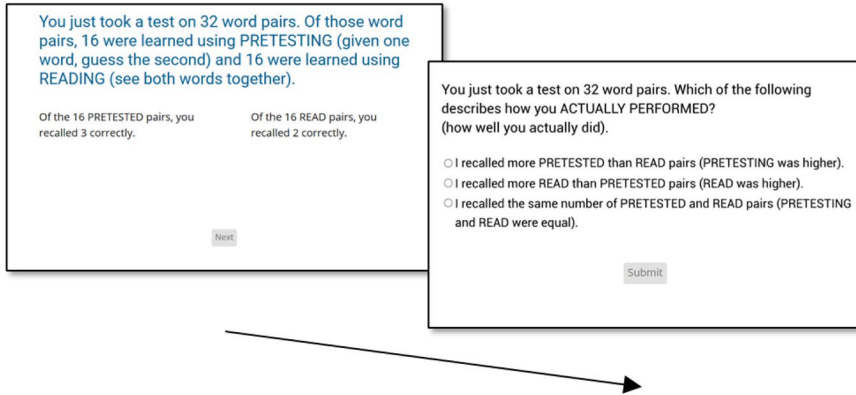 You just took a test on 32 word pairs. Of those word
pairs, 16 were learned using PRETESTING (given one
word, guess the second) and 16 were learned using
READING (see both words together).
Of the 16 PRETESTED pairs, you
recalled 3 correctly.
Of the 16 READ pairs, you
recalled 2 correctly.
Next
You just took a test on 32 word pairs. Which of the following
describes how you ACTUALLY PERFORMED?
(how well you actually did).
I recalled more PRETESTED than READ pairs (PRETESTING was higher).
I recalled more READ than PRETESTED pairs (READ was higher).
I recalled the same number of PRETESTED and READ pairs (PRETESTING
and READ were equal).
Submit